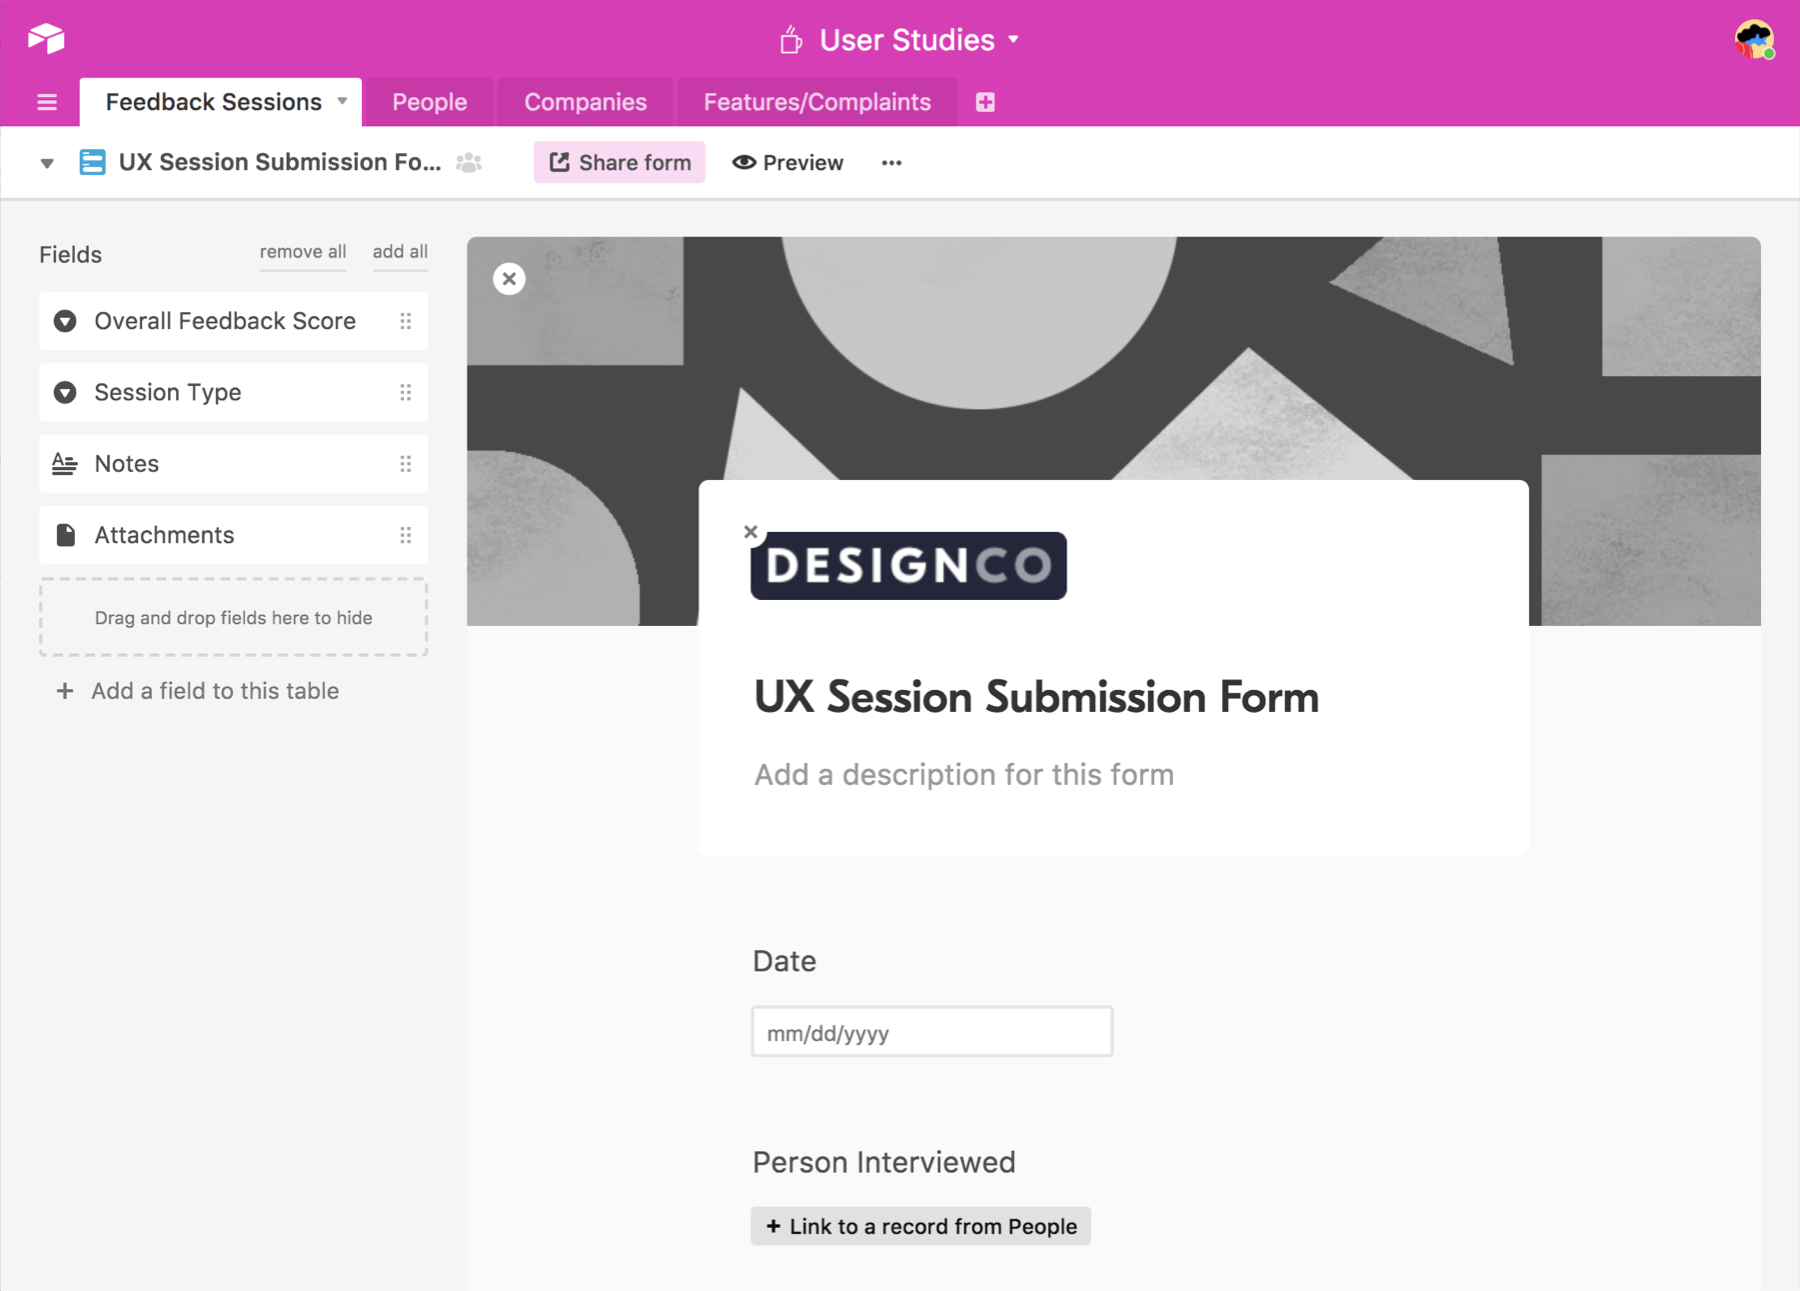 User Studies
Feedback Sessions
People
Companies
Features/Complaints
UX Session Submission Fo...
Share form
Preview
Fields
remove all
add all
Overall Feedback Score
Session Type
Notes
Attachments
Drag and drop fields here to hide
+ Add a field to this table
DESIGNCO
UX Session Submission Form
Add a description for this form
Date
mm/dd/yyyy
Person Interviewed
+ Link to a record from People